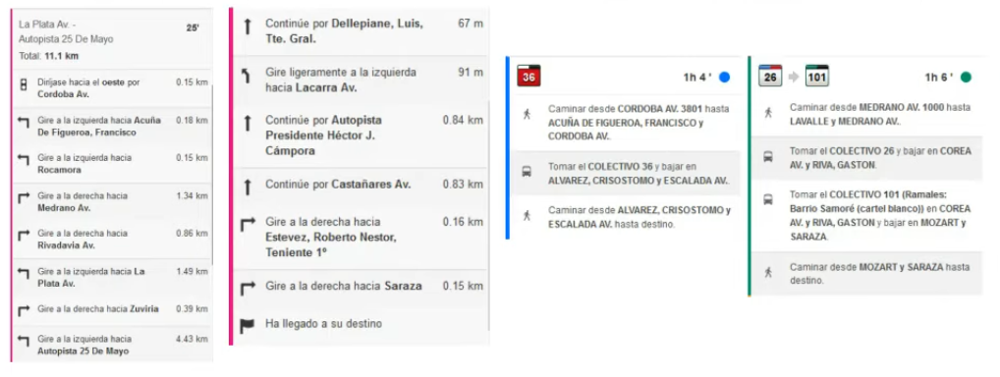 La Plata Av. -
Autopista 25 De Mayo
25'
Total: 11.1 km
Diríjase hacia el oeste por
Cordoba Av.
0.15 km
Gire a la izquierda hacia Acuña
De Figueroa, Francisco
0.18 km
Gire a la izquierda hacia
Rocamora
0.15 km
Gire a la derecha hacia
Medrano Av.
1.34 km
Gire a la derecha hacia
Rivadavia Av.
0.86 km
Gire a la izquierda hacia La
Plata Av.
1.49 km
Gire a la derecha hacia Zuviria
0.39 km
Gire a la izquierda hacia
Autopista 25 De Mayo
4.43 km
Continúe por Dellepiane, Luis,
Tte. Gral.
67 m
Gire ligeramente a la izquierda
hacia Lacarra Av.
91 m
Continúe por Autopista
Presidente Héctor J.
Cámpora
0.84 km
Continúe por Castañares Av.
0.83 km
Gire a la derecha hacia
Estevez, Roberto Nestor,
Teniente 1º
0.16 km
Gire a la derecha hacia Saraza
0.15 km
Ha llegado a su destino
36
1h 4 '
Caminar desde CORDOBA AV. 3801 hasta
ACUÑA DE FIGUEROA, FRANCISCO y
CORDOBA AV..
Tomar el COLECTIVO 36 y bajar en
ALVAREZ, CRISOSTOMO y ESCALADA AV..
Caminar desde ALVAREZ, CRISOSTOMO y
ESCALADA AV. hasta destino.
26
101
1h 6 '
Caminar desde MEDRANO AV. 1000 hasta
LAVALLE y MEDRANO AV..
Tomar el COLECTIVO 26 y bajar en COREA
AV. y RIVA, GASTON.
Tomar el COLECTIVO 101 (Ramales:
Barrio Samoré (cartel blanco)) en COREA
AV. y RIVA, GASTON y bajar en MOZART y
SARAZA.
Caminar desde MOZART y SARAZA hasta
destino.